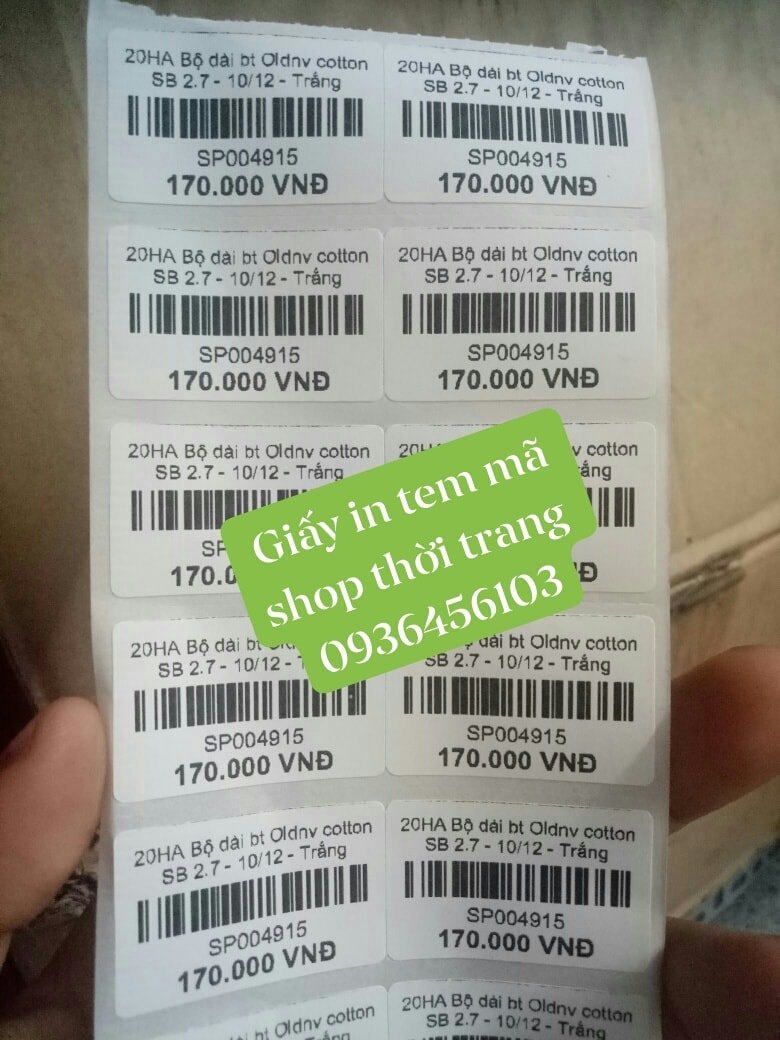 20HA Bộ dài bt Oldnv cotton
SB 2.7 - 10/12 - Trắng
SP004915
170.000 VNĐ
20HA Bộ dài bt Oldnv cotton
SB 2.7 - 10/12 - Trắng
SP004915
170.000 VNĐ
20HA Bộ dài bt Oldnv cotton
SB 2.7 - 10/12 - Trắng
SP004915
170.000 VNĐ
20HA Bộ dài bt Oldnv cotton
SB 2.7 - 10/12 - Trắng
SP004915
170.000 VNĐ
20HA Bộ dài bt Oldnv cotton
SB 2.7 - 10/12 - Trắng
cotton
Giấy in tem mã
shop thời trang
0936456103
20HA Bộ dài bt
SB 2.7 - 10/12 -
SP004915
170.000 VNĐ
dài bt Oldnv cotton
SB 2.7 - 10/12 - Trắng
SP004915
170.000 VNĐ
20HA Bộ dài bt Oldnv cotton
SB 2.7 - 10/12 - Trắng
SP004915
170.000 VNĐ
20HA Bộ dài bt Oldnv cotton
SB 2.7 - 10/12 - Trắng
SP004915
170.000 VNĐ
bt Oldnv cotton
20HA Bộ dài bt Oldnv cotton
SB 2.7 - 10/12 - Trắng